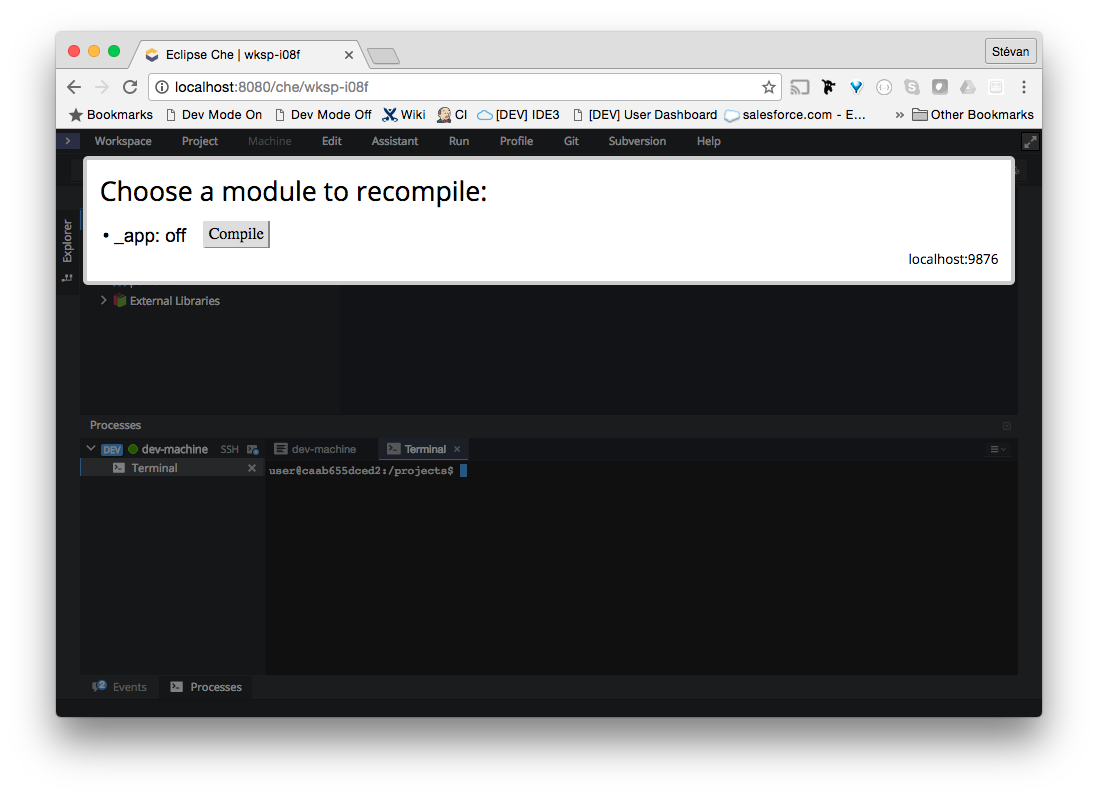 Eclipse Che | wksp-i08f
Stévan
localhost:8080/che/wksp-i08f
Bookmarks Dev Mode On Dev Mode Off Wiki CI [DEV] IDE3 [DEV] User Dashboard salesforce.com - E… » Other Bookmarks
Workspace Project Machine Edit Assistant Run Profile Git Subversion Help
Choose a module to recompile:
• _app: off Compile
localhost:9876
Explorer
External Libraries
Processes
DEV dev-machine SSH dev-machine Terminal
Terminal
user@caab655dced2:/projects$
2 Events Processes